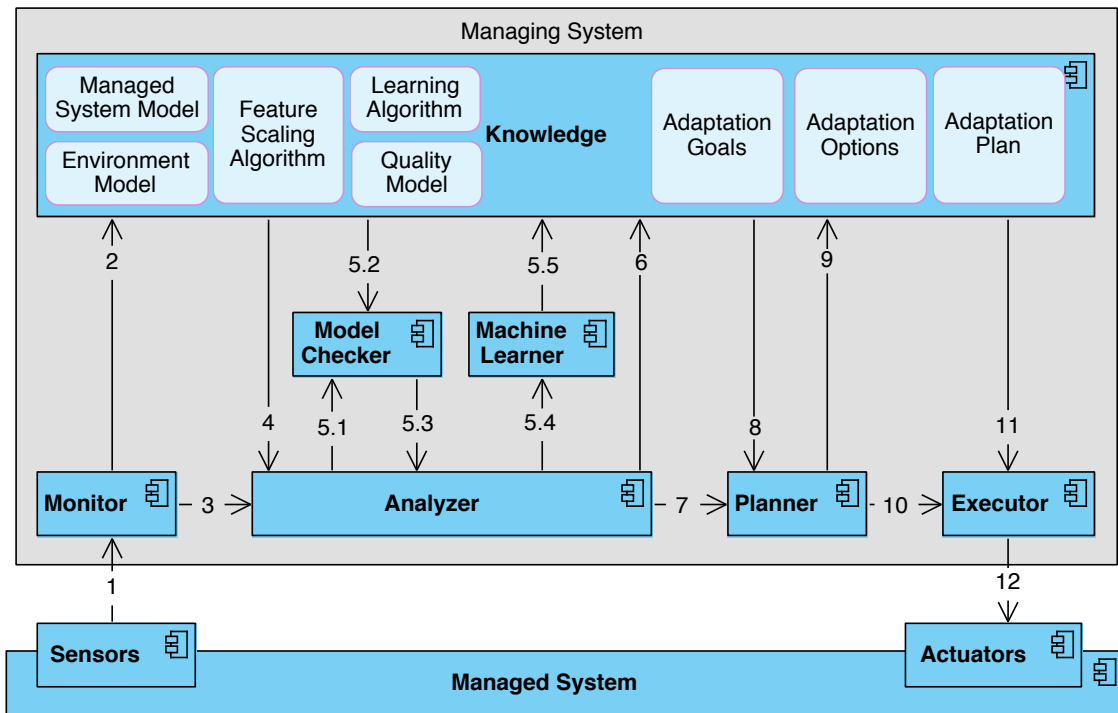 Managing System
Managed
System Model
Environment
Model
Feature
Scaling
Algorithm
Learning
Algorithm
Quality
Model
Knowledge
Adaptation
Goals
Adaptation
Options
Adaptation
Plan
2
5.2
5.5
6
9
Model
Checker
Machine
Learner
4
5.1
5.3
5.4
8
11
Monitor
3
Analyzer
7
Planner
10
Executor
1
12
Sensors
Actuators
Managed System